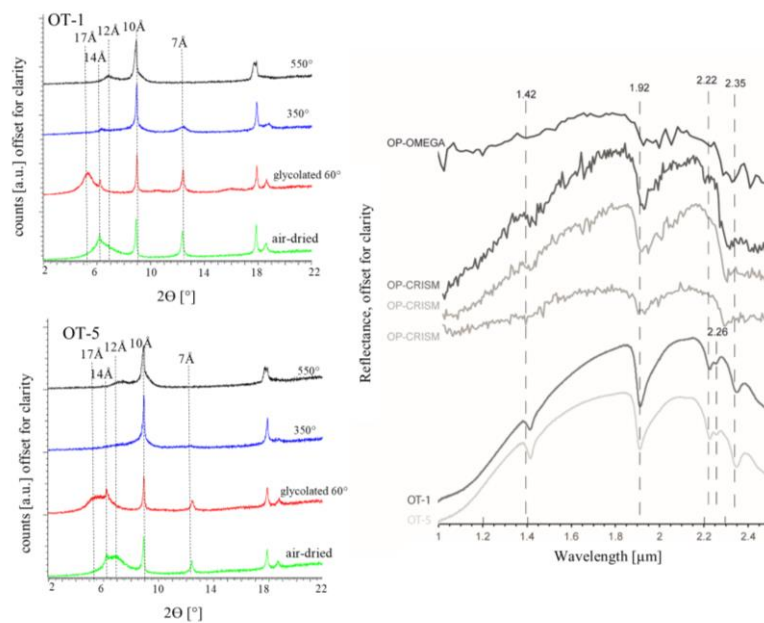 OT-1
17Å 14Å 12Å 10Å 7Å
550°
350°
glycolated 60°
air-dried
counts [a.u.] offset for clarity
2 6 10 14 18 22
2Θ [°]
OT-5
17Å 14Å 12Å 10Å 7Å
550°
350°
glycolated 60°
air-dried
counts [a.u.] offset for clarity
2 6 10 14 18 22
2Θ [°]
1.42 1.92 2.22 2.35
OP-OMEGA
OP-CRISM
OP-CRISM
OP-CRISM
2.26
OT-1
OT-5
Reflectance, offset for clarity
1 1.2 1.4 1.6 1.8 2 2.2 2.4
Wavelength [µm]